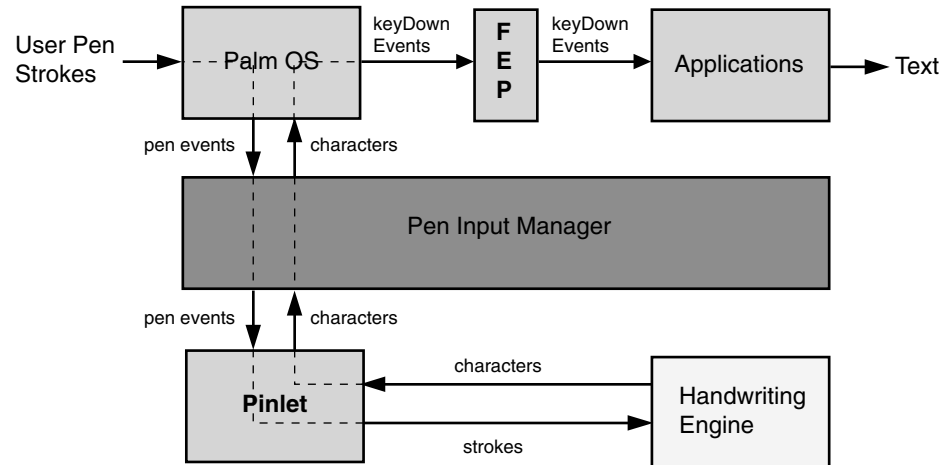 User Pen
Strokes
Palm OS
keyDown
Events
F
E
P
keyDown
Events
Applications
Text
pen events
characters
Pen Input Manager
pen events
characters
Pinlet
characters
strokes
Handwriting
Engine